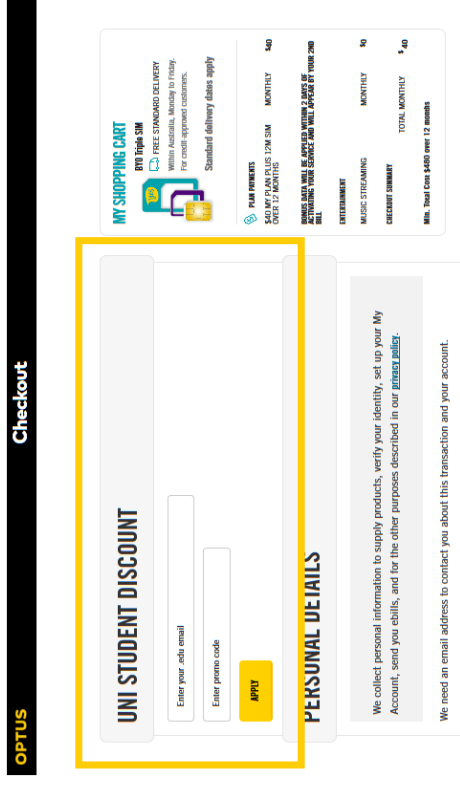 OPTUS
Checkout
UNI STUDENT DISCOUNT
Enter your .edu email
Enter promo code
APPLY
PERSONAL DETAILS
We collect personal information to supply products, verify your identity, set up your My
Account, send you ebills, and for the other purposes described in our privacy policy.
We need an email address to contact you about this transaction and your account.
MY SHOPPING CART
BYO Triple SIM
FREE STANDARD DELIVERY
Within Australia, Monday to Friday.
For credit-approved customers.
Standard delivery dates apply
PLAN PAYMENTS
$40 MY PLAN PLUS 12M SIM MONTHLY $40
OVER 12 MONTHS
BONUS DATA WILL BE APPLIED WITHIN 2 DAYS OF
ACTIVATING YOUR SERVICE AND WILL APPEAR BY YOUR 2ND
BILL
ENTERTAINMENT
MUSIC STREAMING MONTHLY $0
CHECKOUT SUMMARY
TOTAL MONTHLY $ 40
Min. Total Cost $480 over 12 months